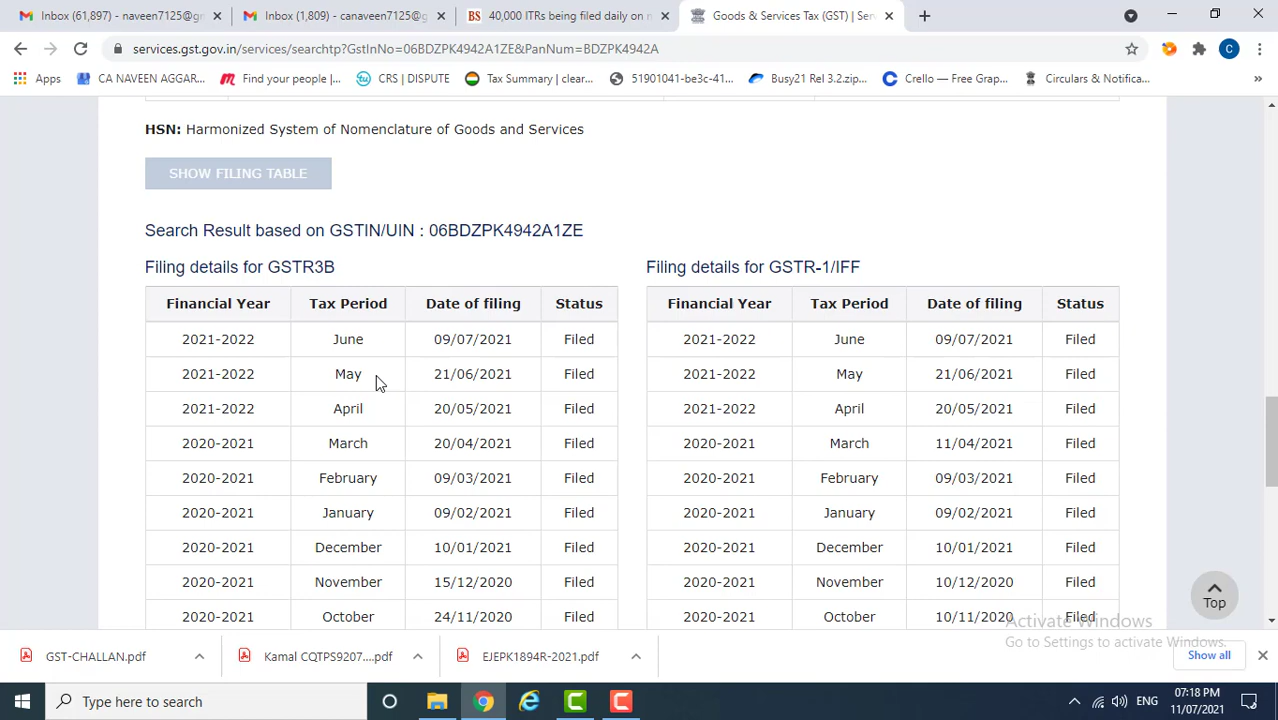 Inbox (61,897) - naveen7125@gm
Inbox (1,809) - canaveen7125@g
BS 40,000 ITRs being filed daily on n
Goods & Services Tax (GST) | Serv
services.gst.gov.in/services/searchtp?GstInNo=06BDZPK4942A1ZE&PanNum=BDZPK4942A
C
Apps
CA NAVEEN AGGAR...
Find your people |...
CRS | DISPUTE
Tax Summary | clear...
51901041-be3c-41...
Busy21 Rel 3.2.zip...
Crello — Free Grap...
Circulars & Notifica...
»
HSN: Harmonized System of Nomenclature of Goods and Services
SHOW FILING TABLE
Search Result based on GSTIN/UIN : 06BDZPK4942A1ZE
Filing details for GSTR3B
Financial Year Tax Period Date of filing Status
2021-2022 June 09/07/2021 Filed
2021-2022 May 21/06/2021 Filed
2021-2022 April 20/05/2021 Filed
2020-2021 March 20/04/2021 Filed
2020-2021 February 09/03/2021 Filed
2020-2021 January 09/02/2021 Filed
2020-2021 December 10/01/2021 Filed
2020-2021 November 15/12/2020 Filed
2020-2021 October 24/11/2020 Filed
Filing details for GSTR-1/IFF
Financial Year Tax Period Date of filing Status
2021-2022 June 09/07/2021 Filed
2021-2022 May 21/06/2021 Filed
2021-2022 April 20/05/2021 Filed
2020-2021 March 11/04/2021 Filed
2020-2021 February 09/03/2021 Filed
2020-2021 January 09/02/2021 Filed
2020-2021 December 10/01/2021 Filed
2020-2021 November 10/12/2020 Filed
2020-2021 October 10/11/2020 Filed
Top
Activate Windows
Go to Settings to activate Windows.
GST-CHALLAN.pdf
Kamal CQTPS9207....pdf
EJEPK1894R-2021.pdf
Show all
Type here to search
ENG
07:18 PM
11/07/2021